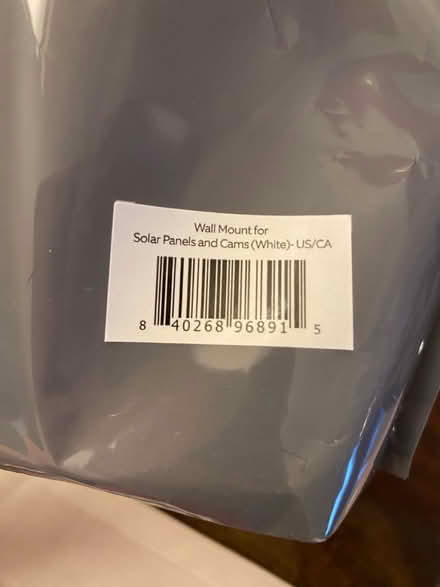 Wall Mount for
Solar Panels and Cams (White)- US/CA
8 40268 96891 5